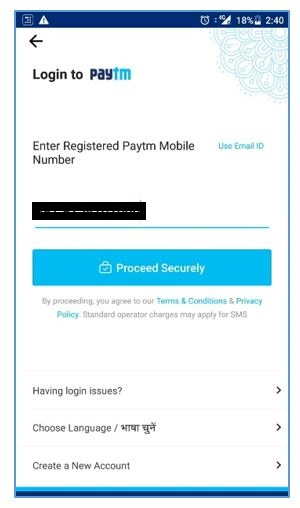 18% 2:40
Login to paytm
Enter Registered Paytm Mobile Use Email ID
Number
Proceed Securely
By proceeding, you agree to our Terms & Conditions & Privacy
Policy. Standard operator charges may apply for SMS
Having login issues?
Choose Language / भाषा चुनें
Create a New Account